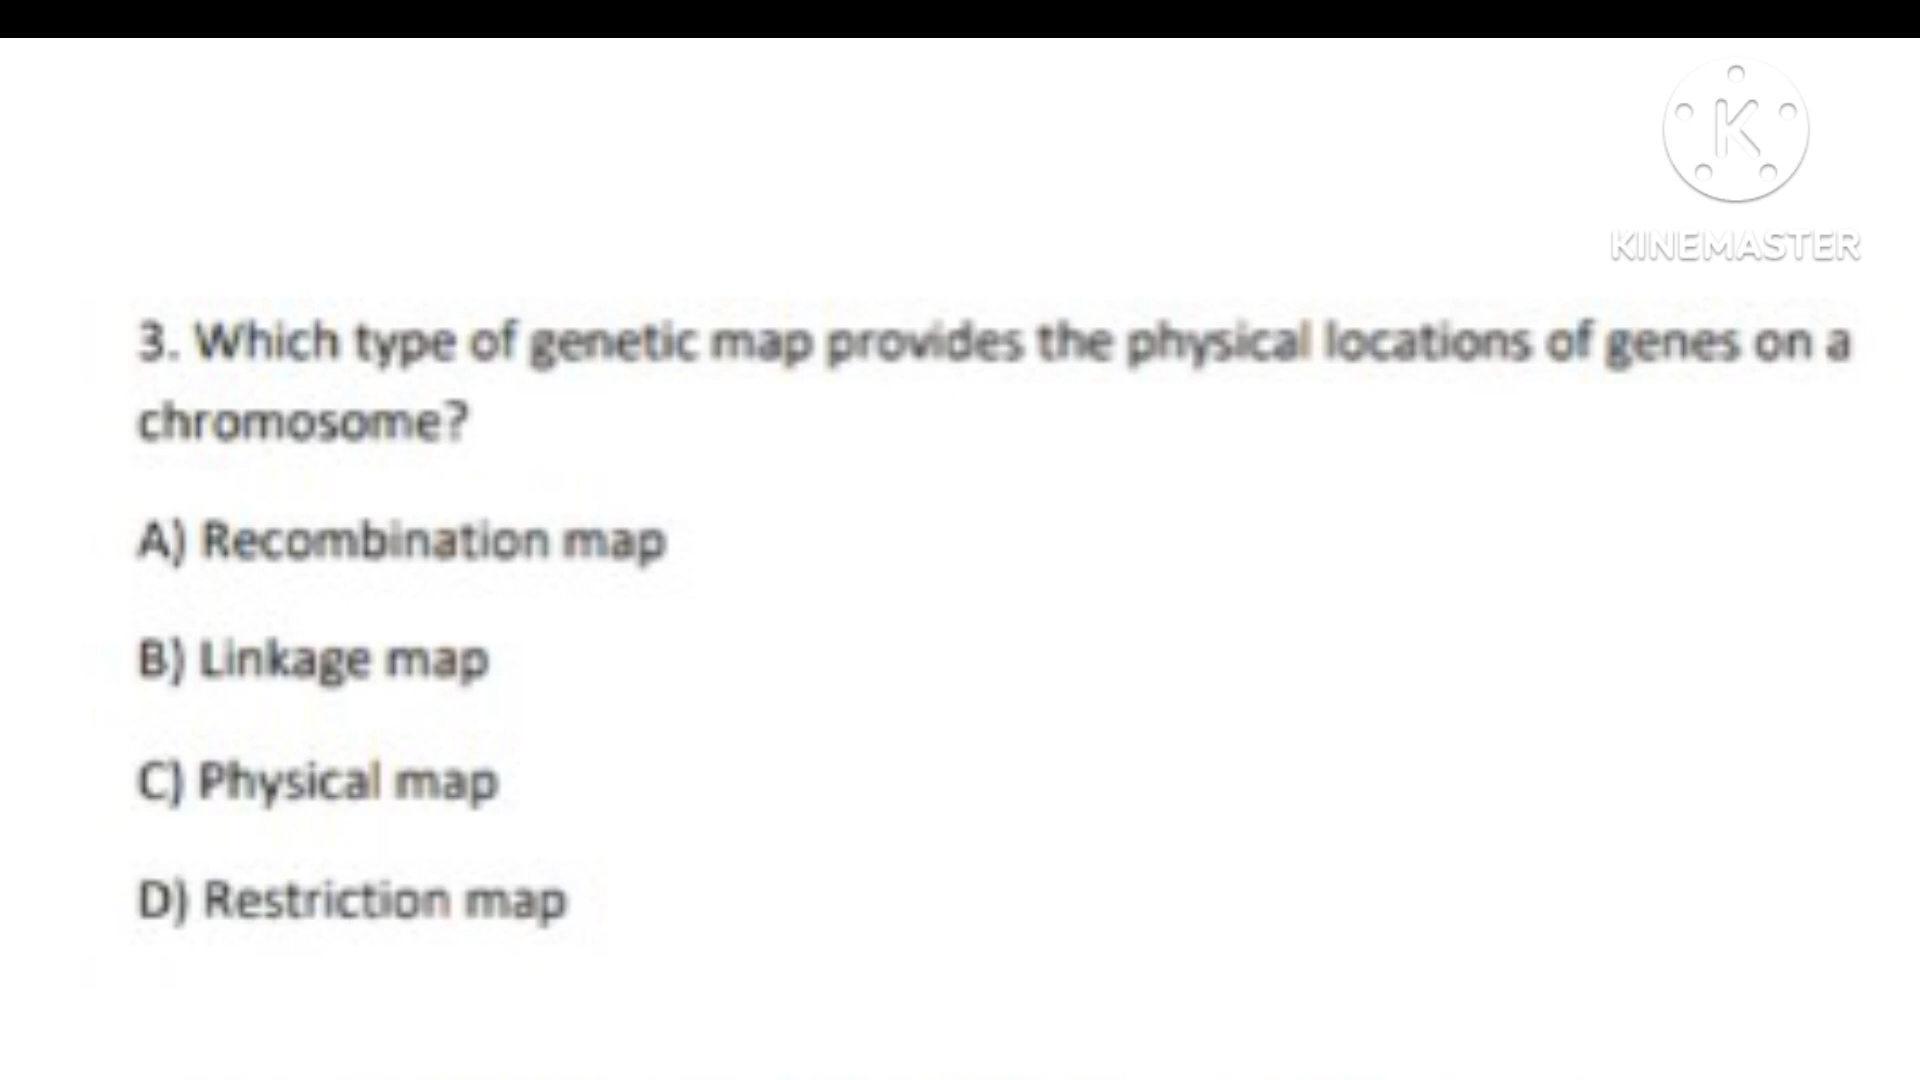 K
KINEMASTER
3. Which type of genetic map provides the physical locations of genes on a
chromosome?
A) Recombination map
B) Linkage map
C) Physical map
D) Restriction map